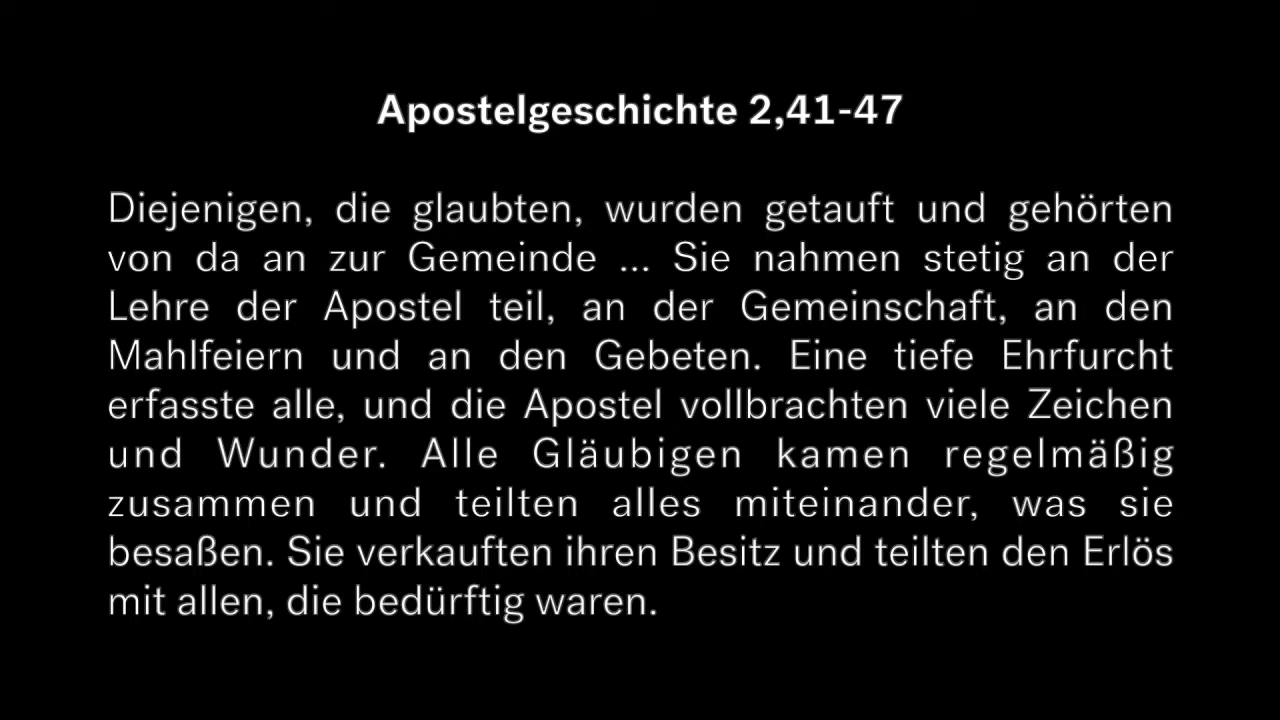 Apostelgeschichte 2,41-47
Diejenigen, die glaubten, wurden getauft und gehörten
von da an zur Gemeinde ... Sie nahmen stetig an der
Lehre der Apostel teil, an der Gemeinschaft, an den
Mahlfeiern und an den Gebeten. Eine tiefe Ehrfurcht
erfasste alle, und die Apostel vollbrachten viele Zeichen
und Wunder. Alle Gläubigen kamen regelmäßig
zusammen und teilten alles miteinander, was sie
besaßen. Sie verkauften ihren Besitz und teilten den Erlös
mit allen, die bedürftig waren.